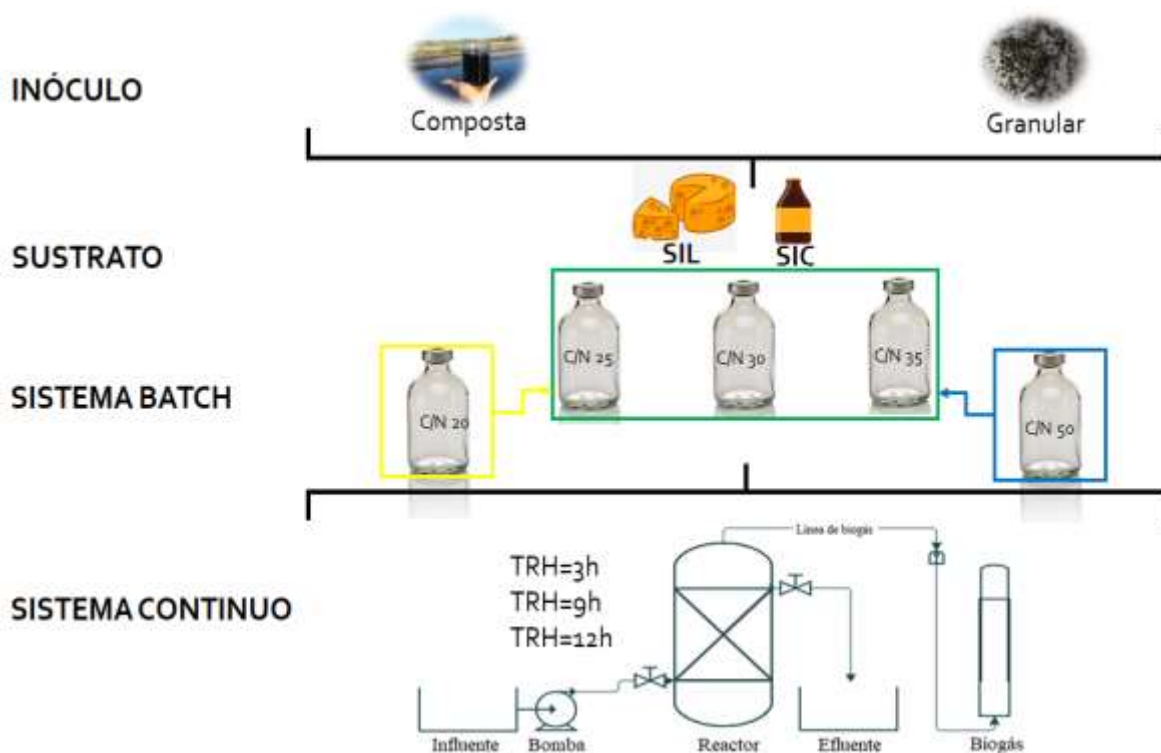 INÓCULO
Composta
Granular
SUSTRATO
SIL
SIC
SISTEMA BATCH
C/N 20
C/N 25
C/N 30
C/N 35
C/N 50
SISTEMA CONTINUO
TRH=3h
TRH=9h
TRH=12h
Línea de biogás
Influente
Bomba
Reactor
Efluente
Biogás